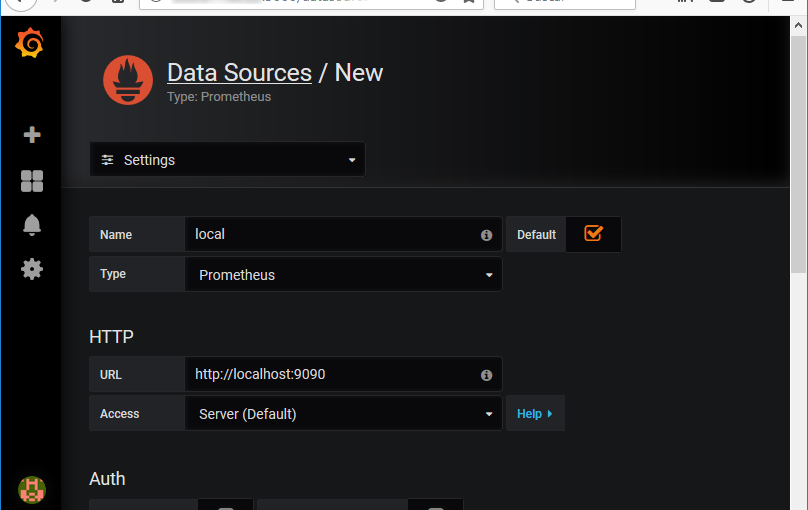 Data Sources / New
Type: Prometheus
Settings
Name local Default
Type Prometheus
HTTP
URL http://localhost:9090
Access Server (Default) Help
Auth